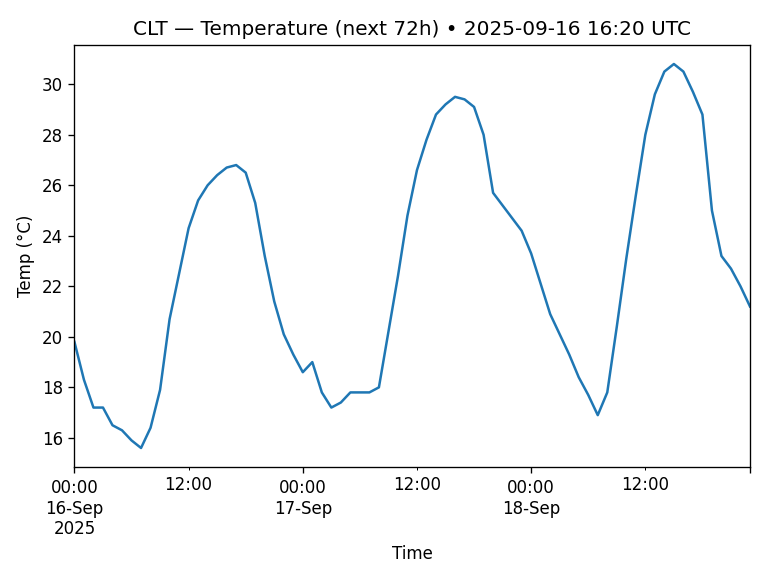 CLT — Temperature (next 72h) • 2025-09-16 16:20 UTC
Temp (°C)
30
28
26
24
22
20
18
16
00:00 12:00 00:00 12:00 00:00 12:00
16-Sep 17-Sep 18-Sep
2025
Time